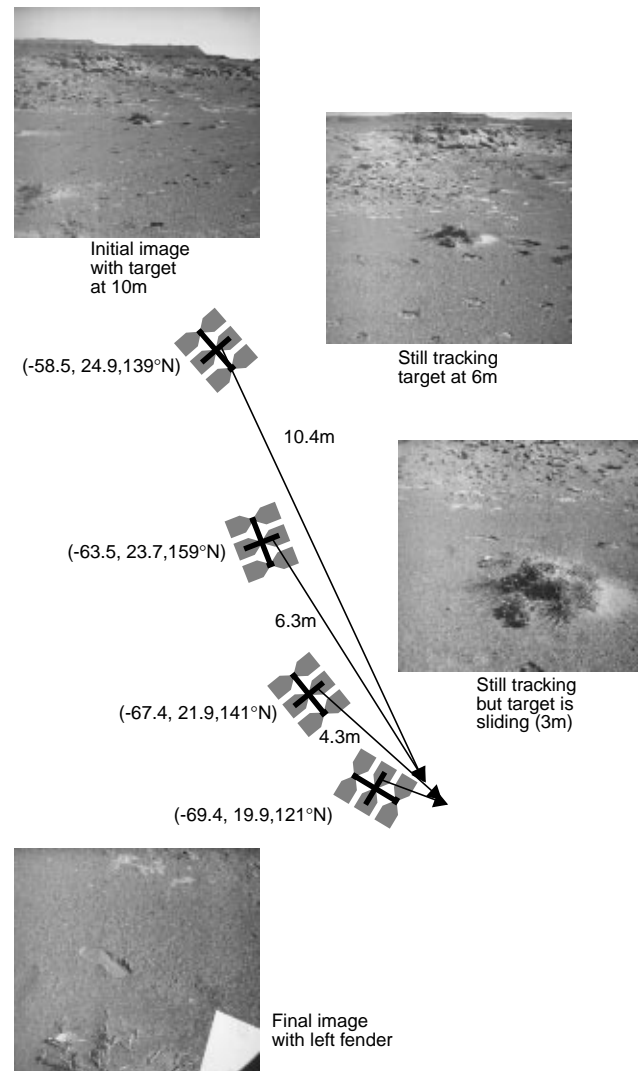 Initial image
with target
at 10m
Still tracking
target at 6m
(-58.5, 24.9,139°N)
10.4m
(-63.5, 23.7,159°N)
6.3m
Still tracking
but target is
sliding (3m)
(-67.4, 21.9,141°N)
4.3m
(-69.4, 19.9,121°N)
Final image
with left fender